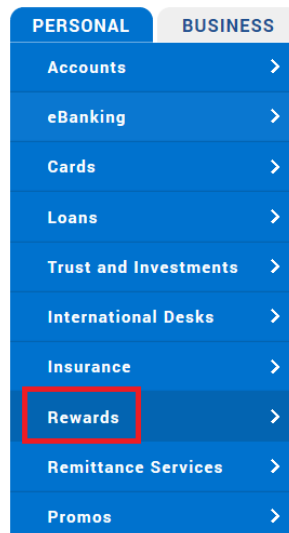 PERSONAL BUSINESS
Accounts
eBanking
Cards
Loans
Trust and Investments
International Desks
Insurance
Rewards
Remittance Services
Promos